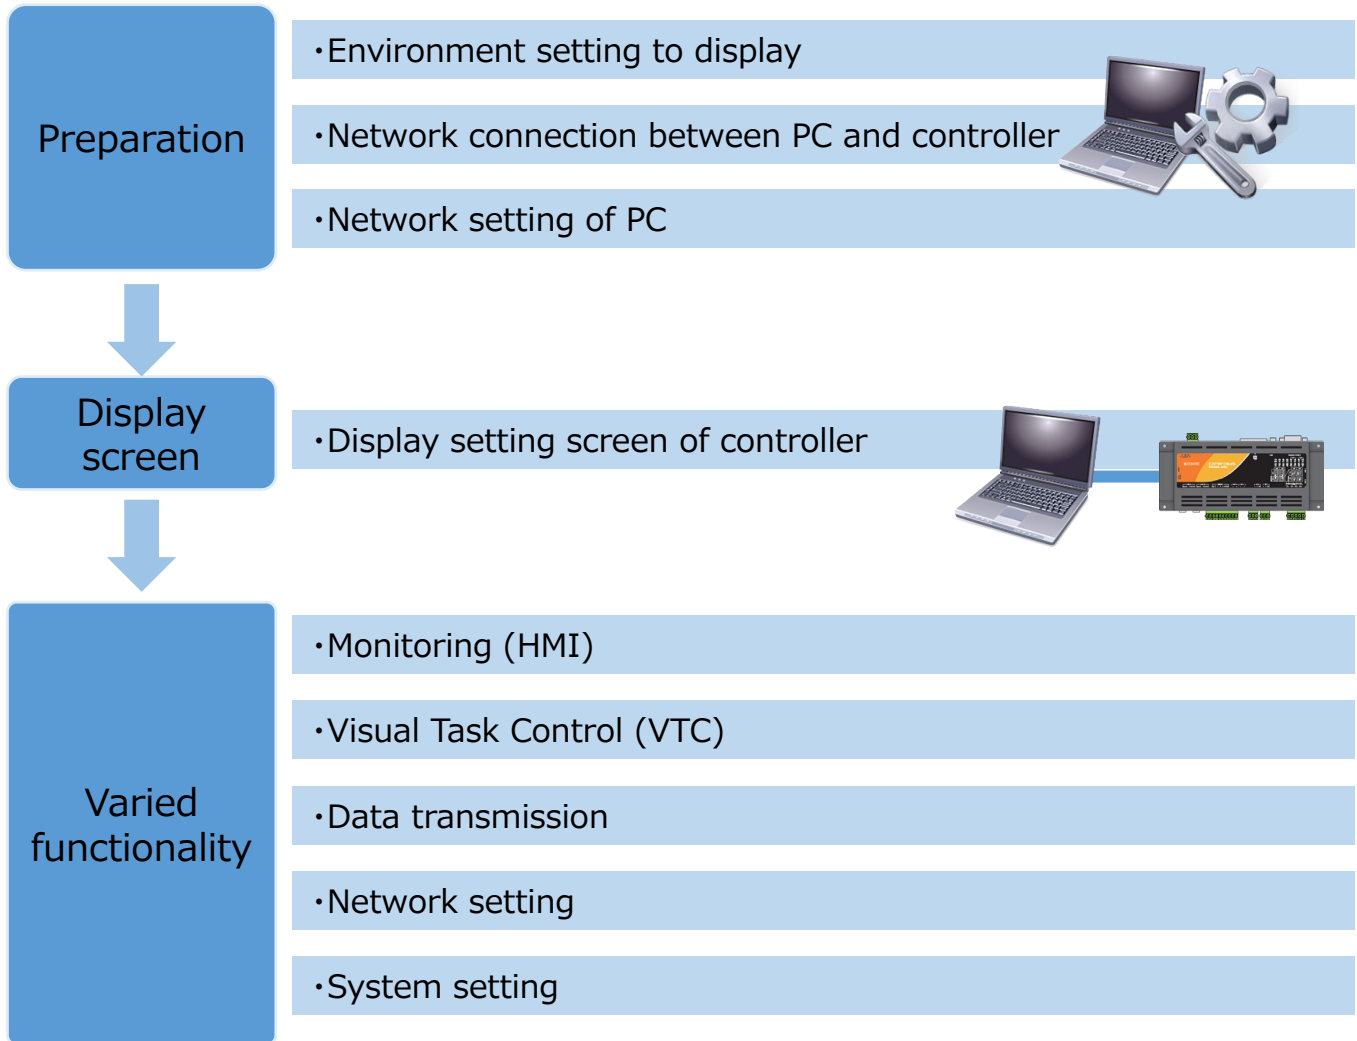 Preparation
・Environment setting to display
・Network connection between PC and controller
・Network setting of PC
Display
screen
・Display setting screen of controller
Varied
functionality
・Monitoring (HMI)
・Visual Task Control (VTC)
・Data transmission
・Network setting
・System setting